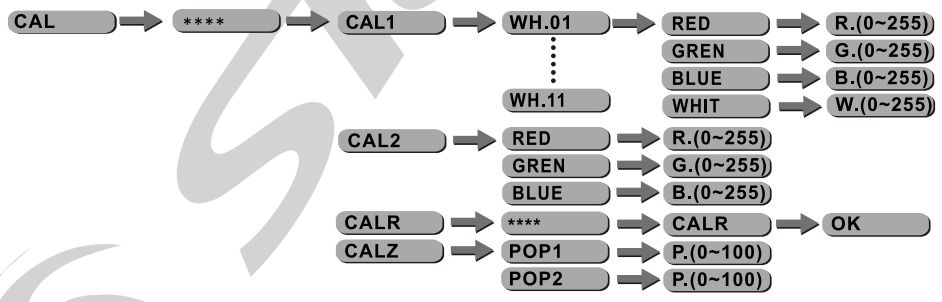 CAL **** CAL1 WH.01 RED R.(0~255)
GREN G.(0~255)
BLUE B.(0~255)
WH.11 WHIT W.(0~255)
CAL2 RED R.(0~255)
GREN G.(0~255)
BLUE B.(0~255)
CALR **** CALR OK
CALZ POP1 P.(0~100)
POP2 P.(0~100)